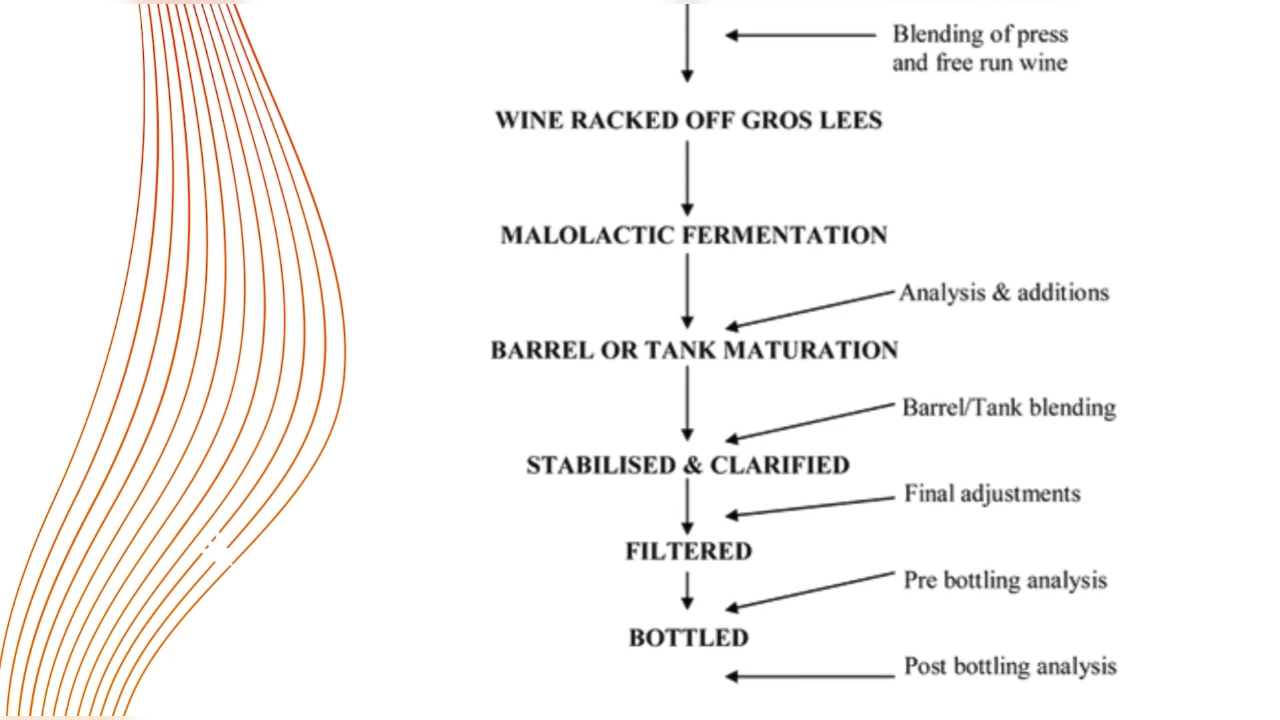 Blending of press
and free run wine
WINE RACKED OFF GROS LEES
MALOLACTIC FERMENTATION
Analysis & additions
BARREL OR TANK MATURATION
Barrel/Tank blending
STABILISED & CLARIFIED
Final adjustments
FILTERED
Pre bottling analysis
BOTTLED
Post bottling analysis